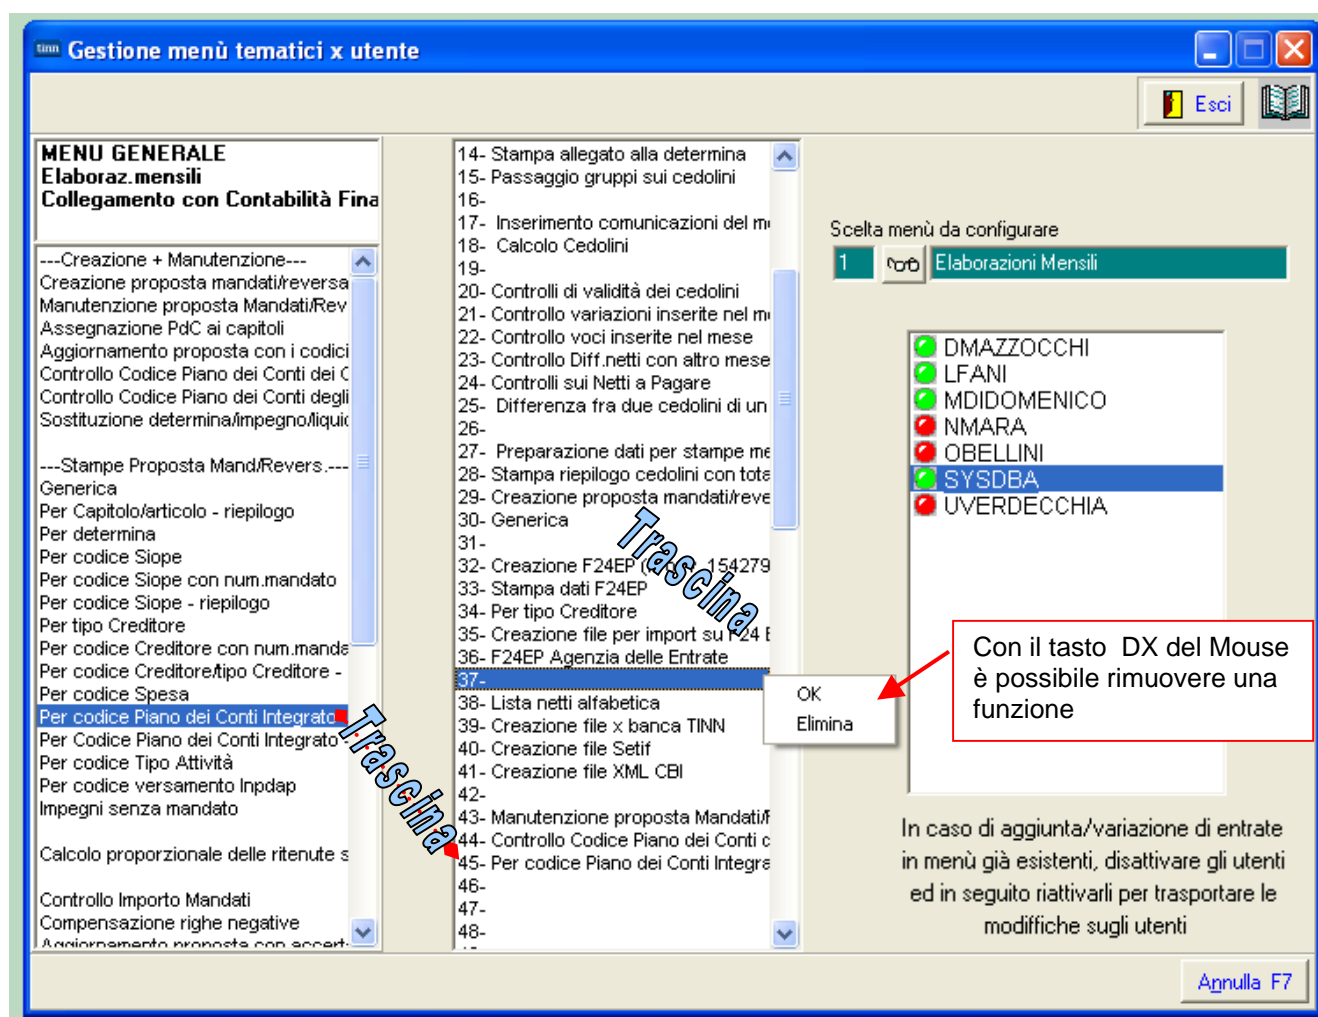 tinn Gestione menù tematici x utente
Esci
MENU GENERALE
Elaboraz.mensili
Collegamento con Contabilità Fina
---Creazione + Manutenzione---
Creazione proposta mandati/reversa
Manutenzione proposta Mandati/Rev
Assegnazione PdC ai capitoli
Aggiornamento proposta con i codici
Controllo Codice Piano dei Conti dei C
Controllo Codice Piano dei Conti degli
Sostituzione determina/impegno/liquid
---Stampe Proposta Mand/Revers.---
Generica
Per Capitolo/articolo - riepilogo
Per determina
Per codice Siope
Per codice Siope con num.mandato
Per codice Siope - riepilogo
Per tipo Creditore
Per codice Creditore con num.manda
Per codice Creditore/tipo Creditore -
Per codice Spesa
Per codice Piano dei Conti Integrato
Per Codice Piano dei Conti Integrato
Per codice Tipo Attività
Per codice versamento Inpdap
Impegni senza mandato
Calcolo proporzionale delle ritenute s
Controllo Importo Mandati
Compensazione righe negative
Aggiornamento proposta con accert
Trascina
14- Stampa allegato alla determina
15- Passaggio gruppi sui cedolini
16-
17- Inserimento comunicazioni del m
18- Calcolo Cedolini
19-
20- Controlli di validità dei cedolini
21- Controllo variazioni inserite nel m
22- Controllo voci inserite nel mese
23- Controllo Diff.netti con altro mese
24- Controlli sui Netti a Pagare
25- Differenza fra due cedolini di un
26-
27- Preparazione dati per stampe me
28- Stampa riepilogo cedolini con tota
29- Creazione proposta mandati/reve
30- Generica
31-
32- Creazione F24EP 154279
33- Stampa dati F24EP
34- Per tipo Creditore
35- Creazione file per import su F24 E
36- F24EP Agenzia delle Entrate
37-
38- Lista netti alfabetica
39- Creazione file x banca TINN
40- Creazione file Setif
41- Creazione file XML CBI
42-
43- Manutenzione proposta Mandati/R
44- Controllo Codice Piano dei Conti c
45- Per codice Piano dei Conti Integra
46-
47-
48-
Trascina
OK
Elimina
Scelta menù da configurare
1 Elaborazioni Mensili
DMAZZOCCHI
LFANI
MDIDOMENICO
NMARA
OBELLINI
SYSDBA
UVERDECCHIA
Con il tasto DX del Mouse
è possibile rimuovere una
funzione
In caso di aggiunta/variazione di entrate
in menù già esistenti, disattivare gli utenti
ed in seguito riattivarli per trasportare le
modiffiche sugli utenti
Annulla F7